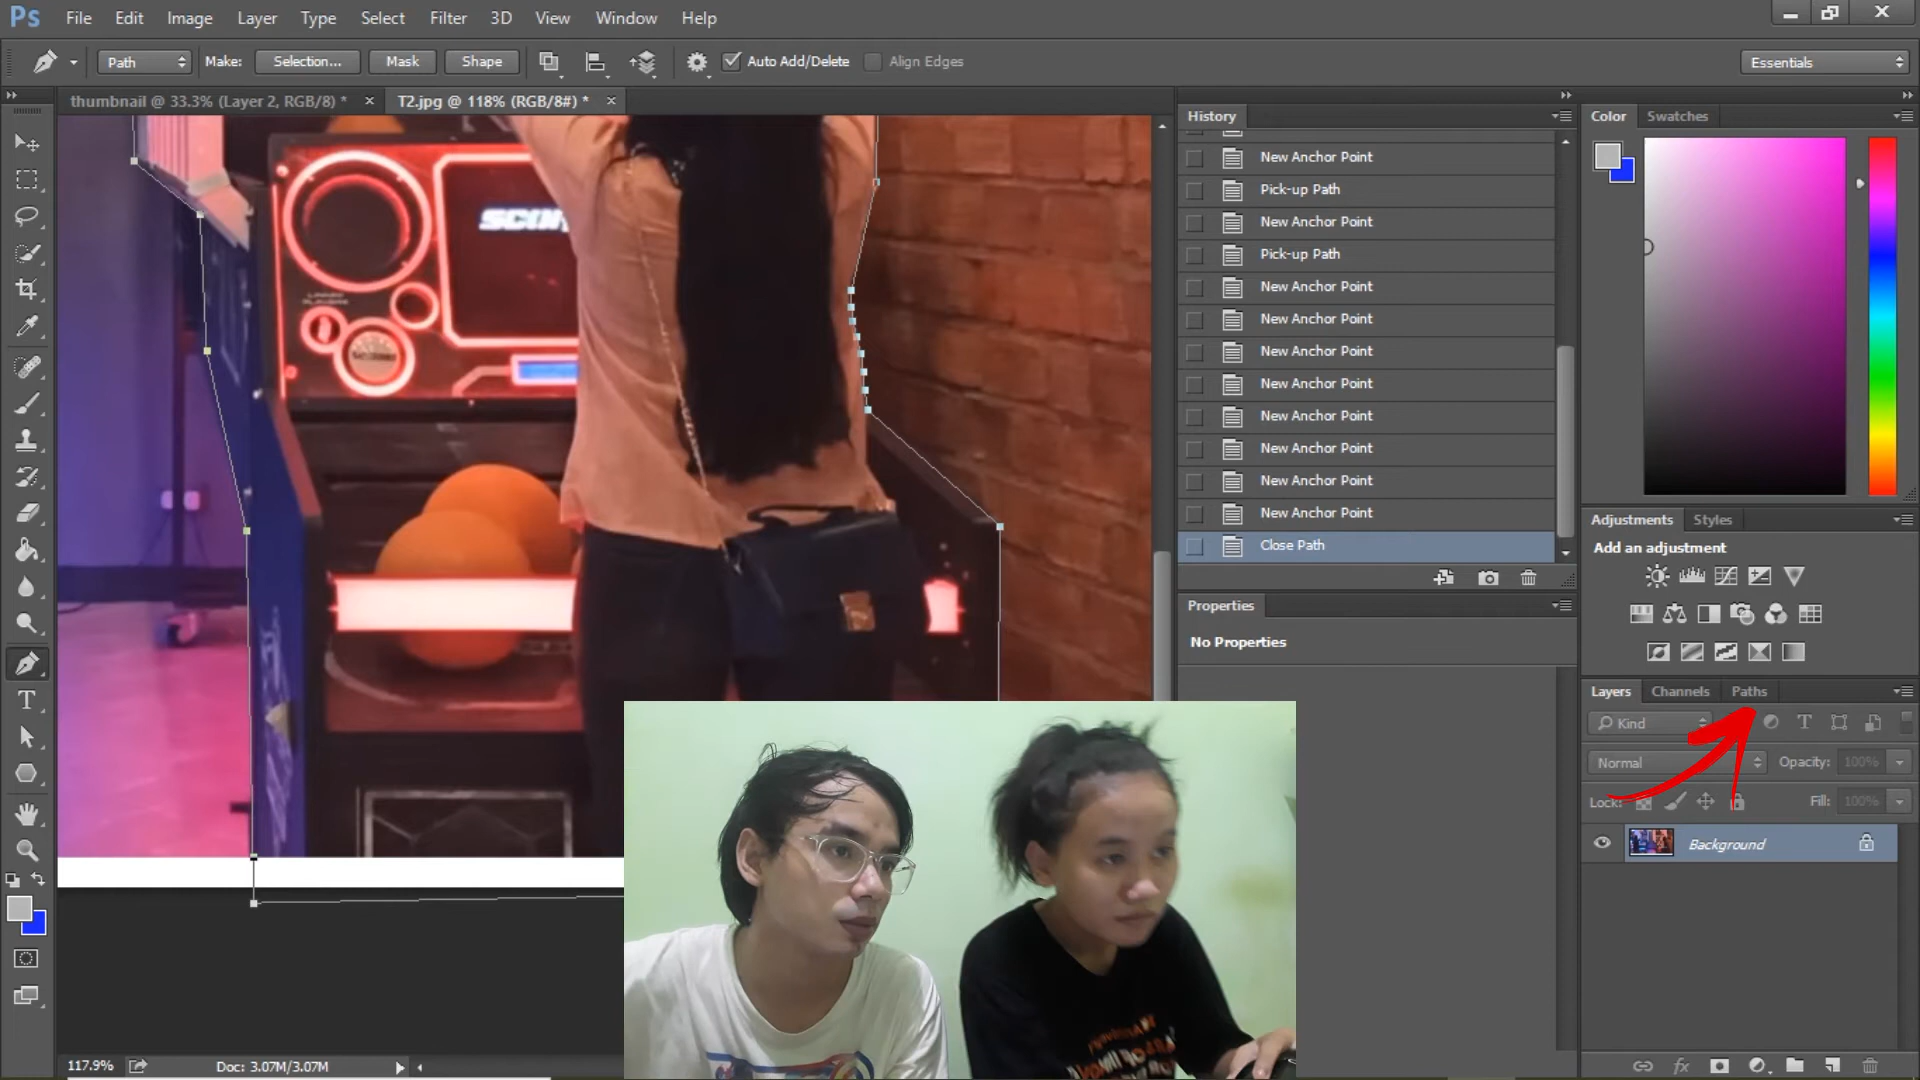 Ps File Edit Image Layer Type Select Filter 3D View Window Help
Path Make: Selection... Mask Shape Auto Add/Delete Align Edges Essentials
thumbnail @ 33.3% (Layer 2, RGB/8) * × T2.jpg @ 118% (RGB/8#) * ×
History
New Anchor Point
Pick-up Path
New Anchor Point
Pick-up Path
New Anchor Point
New Anchor Point
New Anchor Point
New Anchor Point
New Anchor Point
New Anchor Point
New Anchor Point
New Anchor Point
Close Path
Properties
No Properties
Color Swatches
Adjustments Styles
Add an adjustment
Layers Channels Paths
Kind
Normal Opacity: 100%
Lock: Fill: 100%
Background
fx
117.9% Doc: 3.07M/3.07M